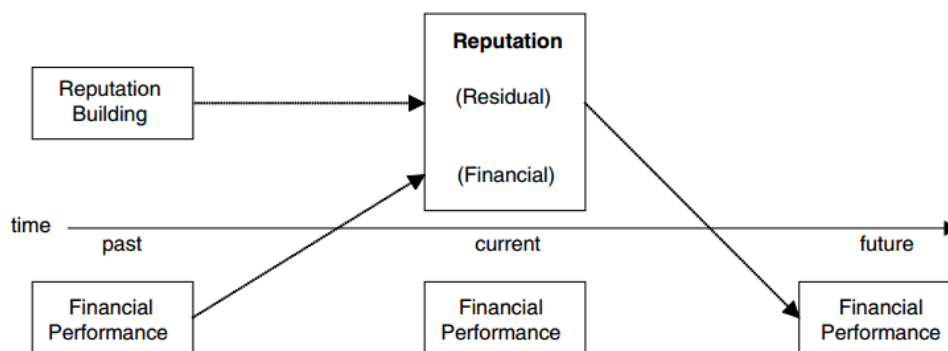 Reputation
Reputation
Building
(Residual)
(Financial)
time
past
current
future
Financial
Performance
Financial
Performance
Financial
Performance